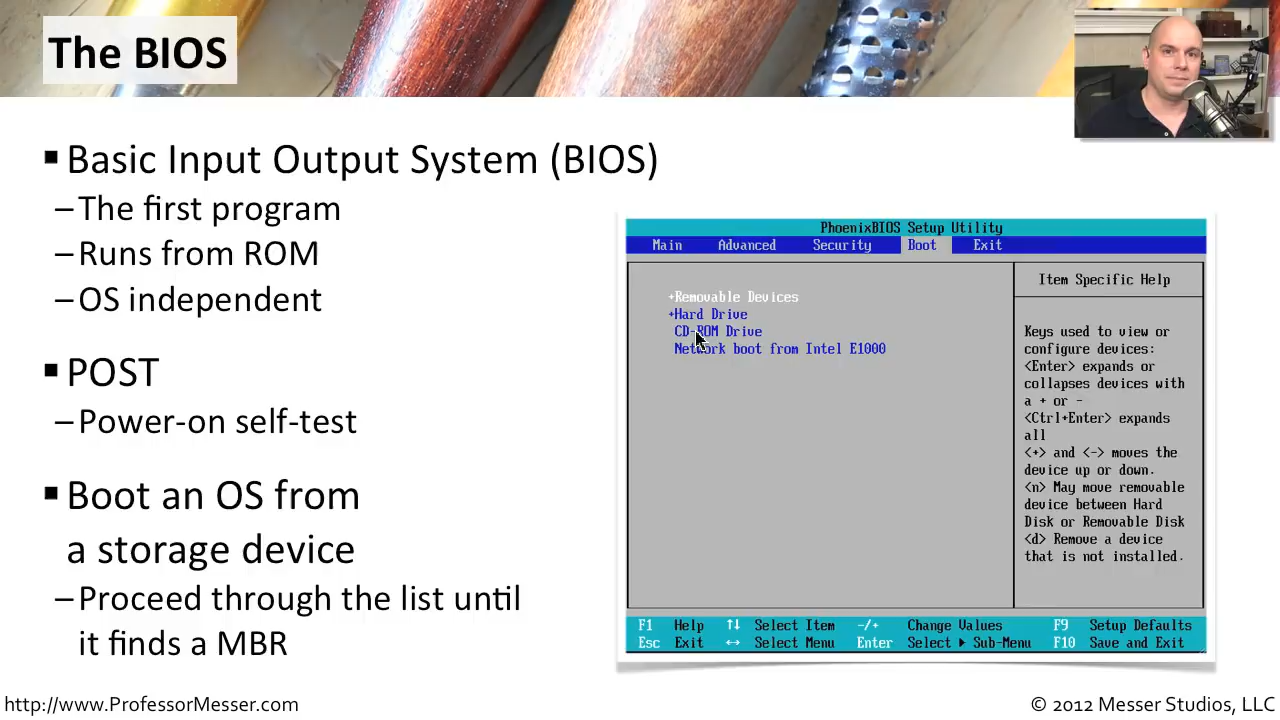 The BIOS
▪ Basic Input Output System (BIOS)
–The first program
–Runs from ROM
–OS independent
▪ POST
–Power-on self-test
▪ Boot an OS from
a storage device
–Proceed through the list until
it finds a MBR
PhoenixBIOS Setup Utility
Main Advanced Security Boot Exit
+Removable Devices
+Hard Drive
CD-ROM Drive
Network boot from Intel E1000
Item Specific Help
Keys used to view or
configure devices:
<Enter> expands or
collapses devices with
a + or -
<Ctrl+Enter> expands
all
<+> and <-> moves the
device up or down.
<n> May move removable
device between Hard
Disk or Removable Disk
<d> Remove a device
that is not installed.
F1 Help ↑↓ Select Item -/+ Change Values F9 Setup Defaults
Esc Exit ↔ Select Menu Enter Select ▶ Sub-Menu F10 Save and Exit
http://www.ProfessorMesser.com
© 2012 Messer Studios, LLC